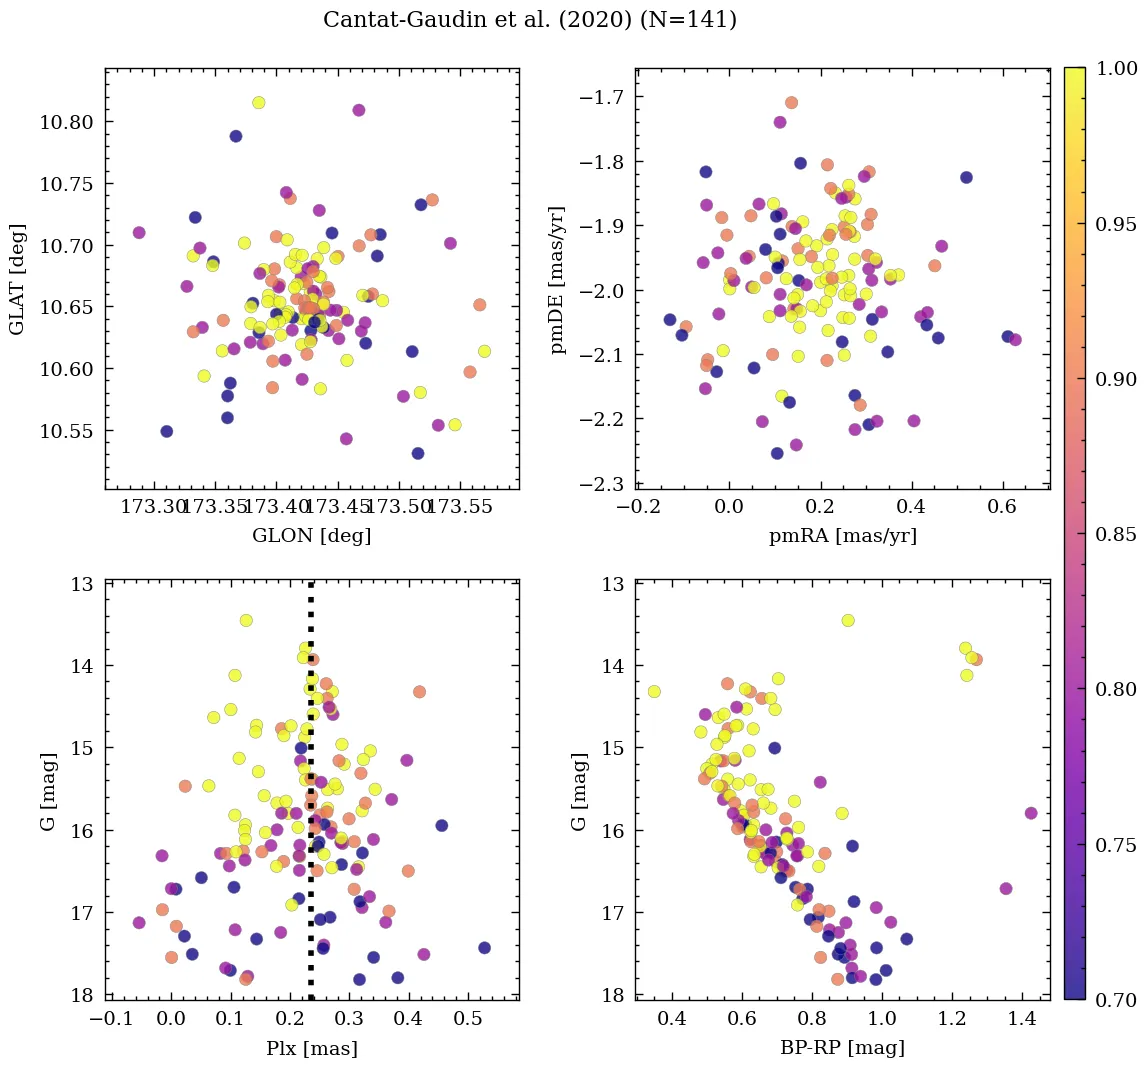 Cantat-Gaudin et al. (2020) (N=141)
10.80
10.75
10.70
10.65
10.60
10.55
GLAT [deg]
173.30 173.35 173.40 173.45 173.50 173.55
GLON [deg]
−1.7
−1.8
−1.9
−2.0
−2.1
−2.2
−2.3
pmDE [mas/yr]
−0.2 0.0 0.2 0.4 0.6
pmRA [mas/yr]
13
14
15
16
17
18
G [mag]
−0.1 0.0 0.1 0.2 0.3 0.4 0.5
Plx [mas]
13
14
15
16
17
18
G [mag]
0.4 0.6 0.8 1.0 1.2 1.4
BP-RP [mag]
1.00
0.95
0.90
0.85
0.80
0.75
0.70